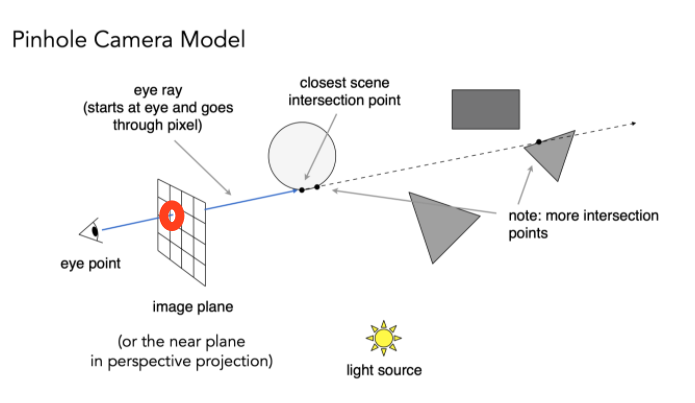 Pinhole Camera Model
eye ray
(starts at eye and goes
through pixel)
closest scene
intersection point
note: more intersection
points
eye point
image plane
(or the near plane
in perspective projection)
light source